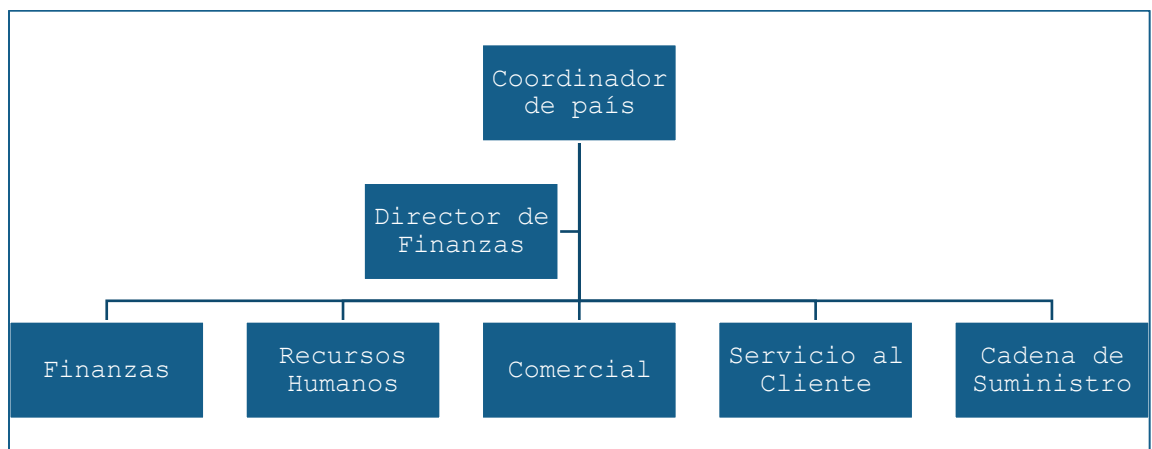 Coordinador
de país
Director de
Finanzas
Finanzas
Recursos
Humanos
Comercial
Servicio al
Cliente
Cadena de
Suministro